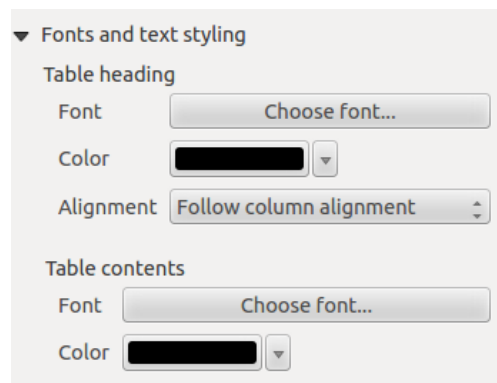 Fonts and text styling
Table heading
Font Choose font...
Color
Alignment Follow column alignment
Table contents
Font Choose font...
Color